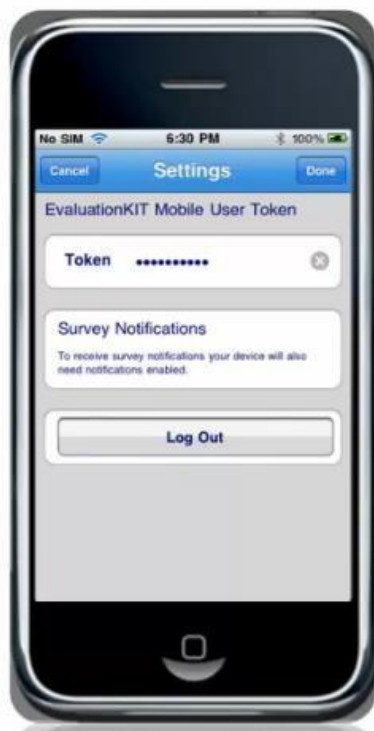 No SIM 6:30 PM 100%
Cancel Settings Done
EvaluationKIT Mobile User Token
Token ••••••••••
Survey Notifications
To receive survey notifications your device will also
need notifications enabled.
Log Out